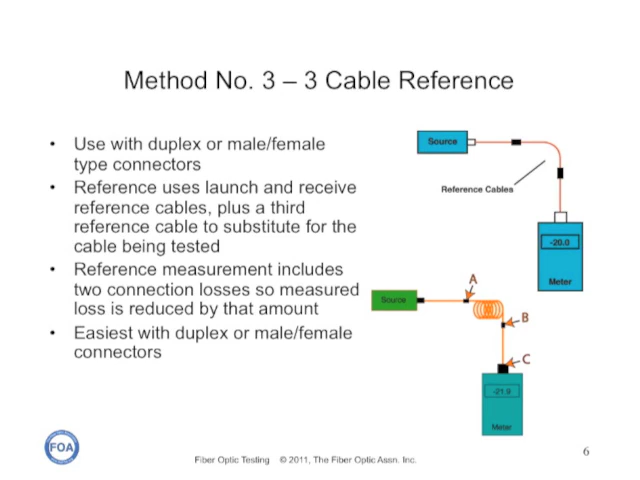 Method No. 3 – 3 Cable Reference
• Use with duplex or male/female
type connectors
• Reference uses launch and receive
reference cables, plus a third
reference cable to substitute for the
cable being tested
• Reference measurement includes
two connection losses so measured
loss is reduced by that amount
• Easiest with duplex or male/female
connectors
Source
Reference Cables
-20.0
Meter
A
Source
B
C
-21.9
Meter
FOA
Fiber Optic Testing © 2011, The Fiber Optic Assn. Inc.
6